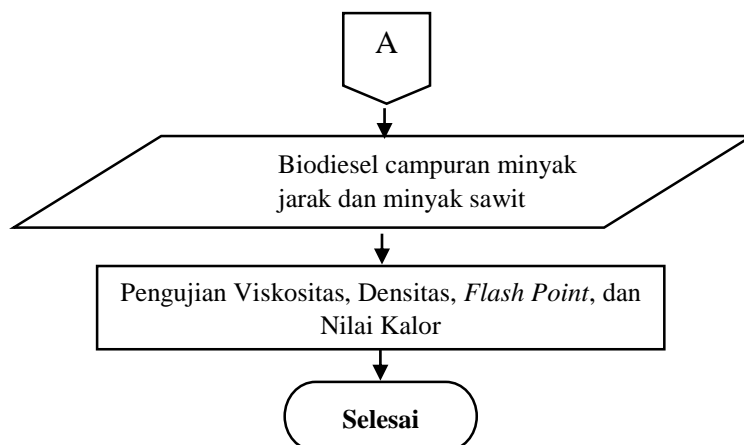 A
Biodiesel campuran minyak
jarak dan minyak sawit
Pengujian Viskositas, Densitas, Flash Point, dan
Nilai Kalor
Selesai